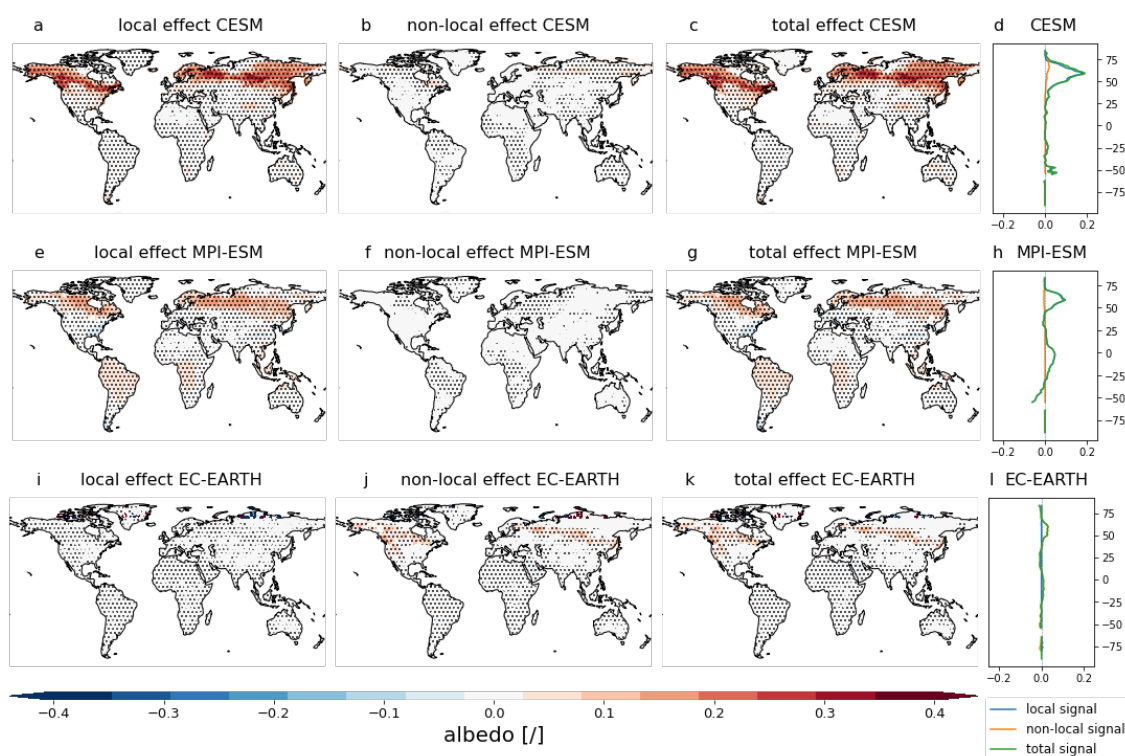 a local effect CESM b non-local effect CESM c total effect CESM d CESM
75
50
25
0
−25
−50
−75
−0.2 0.0 0.2
e local effect MPI-ESM f non-local effect MPI-ESM g total effect MPI-ESM h MPI-ESM
75
50
25
0
−25
−50
−75
−0.2 0.0 0.2
i local effect EC-EARTH j non-local effect EC-EARTH k total effect EC-EARTH l EC-EARTH
75
50
25
0
−25
−50
−75
−0.2 0.0 0.2
−0.4 −0.3 −0.2 −0.1 0.0 0.1 0.2 0.3 0.4
albedo [/]
local signal
non-local signal
total signal